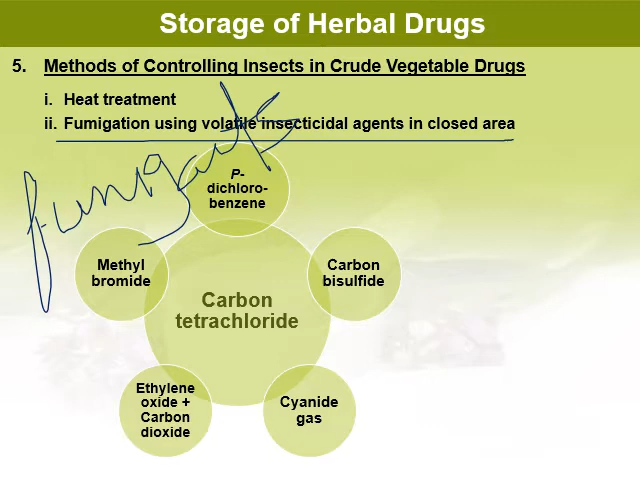 Storage of Herbal Drugs
5. Methods of Controlling Insects in Crude Vegetable Drugs
i. Heat treatment
ii. Fumigation using volatile insecticidal agents in closed area
P-
dichloro-
benzene
Methyl
bromide
Carbon
bisulfide
Carbon
tetrachloride
Ethylene
oxide +
Carbon
dioxide
Cyanide
gas